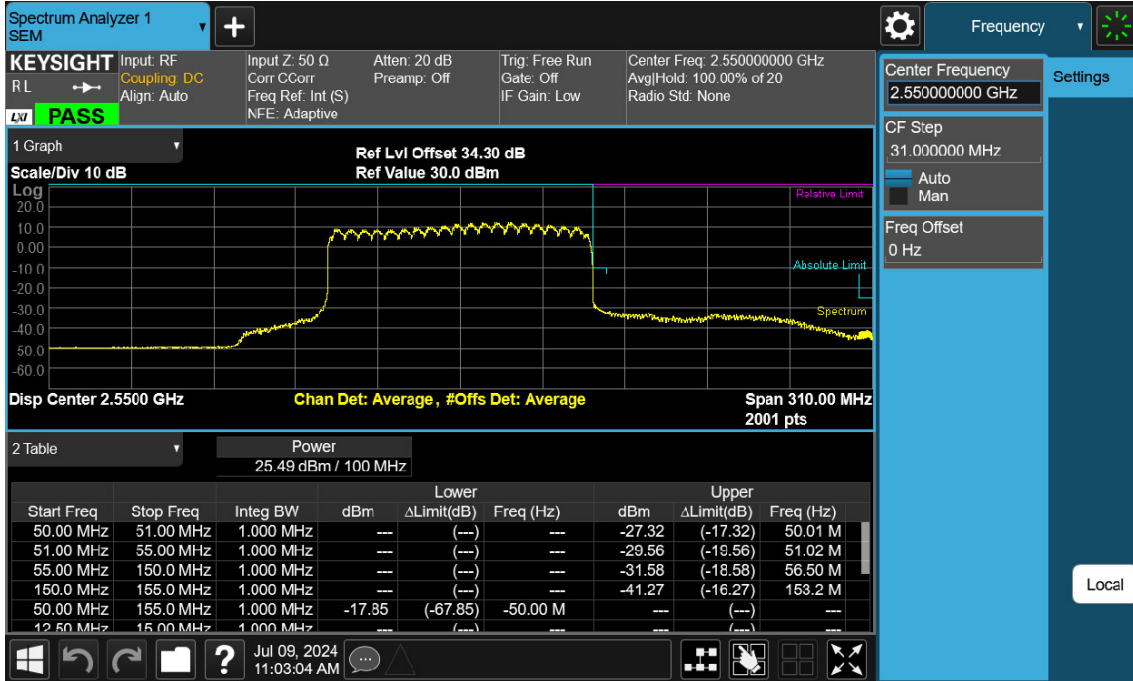 Spectrum Analyzer 1
SEM
Frequency
KEYSIGHT
R L
LXI
PASS
Input: RF
Coupling: DC
Align: Auto
Input Z: 50 Ω
Corr CCorr
Freq Ref: Int (S)
NFE: Adaptive
Atten: 20 dB
Preamp: Off
Trig: Free Run
Gate: Off
IF Gain: Low
Center Freq: 2.550000000 GHz
Avg|Hold: 100.00% of 20
Radio Std: None
Center Frequency
2.550000000 GHz
Settings
CF Step
31.000000 MHz
Auto
Man
Freq Offset
0 Hz
Local
1 Graph
Scale/Div 10 dB
Ref Lvl Offset 34.30 dB
Ref Value 30.0 dBm
Log
20.0
10.0
0.00
-10.0
-20.0
-30.0
-40.0
50.0
-60.0
Relative Limit
Absolute Limit
Spectrum
Disp Center 2.5500 GHz
Chan Det: Average, #Offs Det: Average
Span 310.00 MHz
2001 pts
2 Table
Power
25.49 dBm / 100 MHz
Lower Upper
Start Freq Stop Freq Integ BW dBm ΔLimit(dB) Freq (Hz) dBm ΔLimit(dB) Freq (Hz)
50.00 MHz 51.00 MHz 1.000 MHz --- (---) --- -27.32 (-17.32) 50.01 M
51.00 MHz 55.00 MHz 1.000 MHz --- (---) --- -29.56 (-19.56) 51.02 M
55.00 MHz 150.0 MHz 1.000 MHz --- (---) --- -31.58 (-18.58) 56.50 M
150.0 MHz 155.0 MHz 1.000 MHz --- (---) --- -41.27 (-16.27) 153.2 M
50.00 MHz 155.0 MHz 1.000 MHz -17.85 (-67.85) -50.00 M --- (---) ---
12.50 MHz 15.00 MHz 1.000 MHz --- (---) --- --- (---) ---
Jul 09, 2024
11:03:04 AM